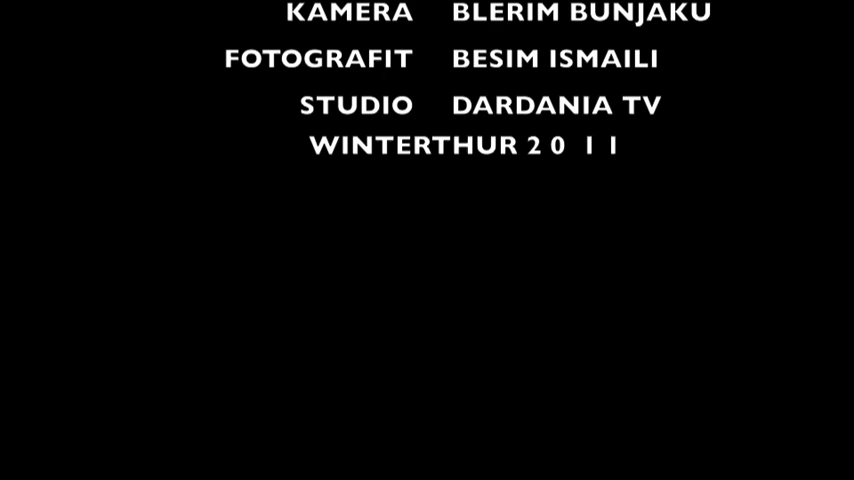 KAMERA BLERIM BUNJAKU
FOTOGRAFIT BESIM ISMAILI
STUDIO DARDANIA TV
WINTERTHUR 2 0 1 1